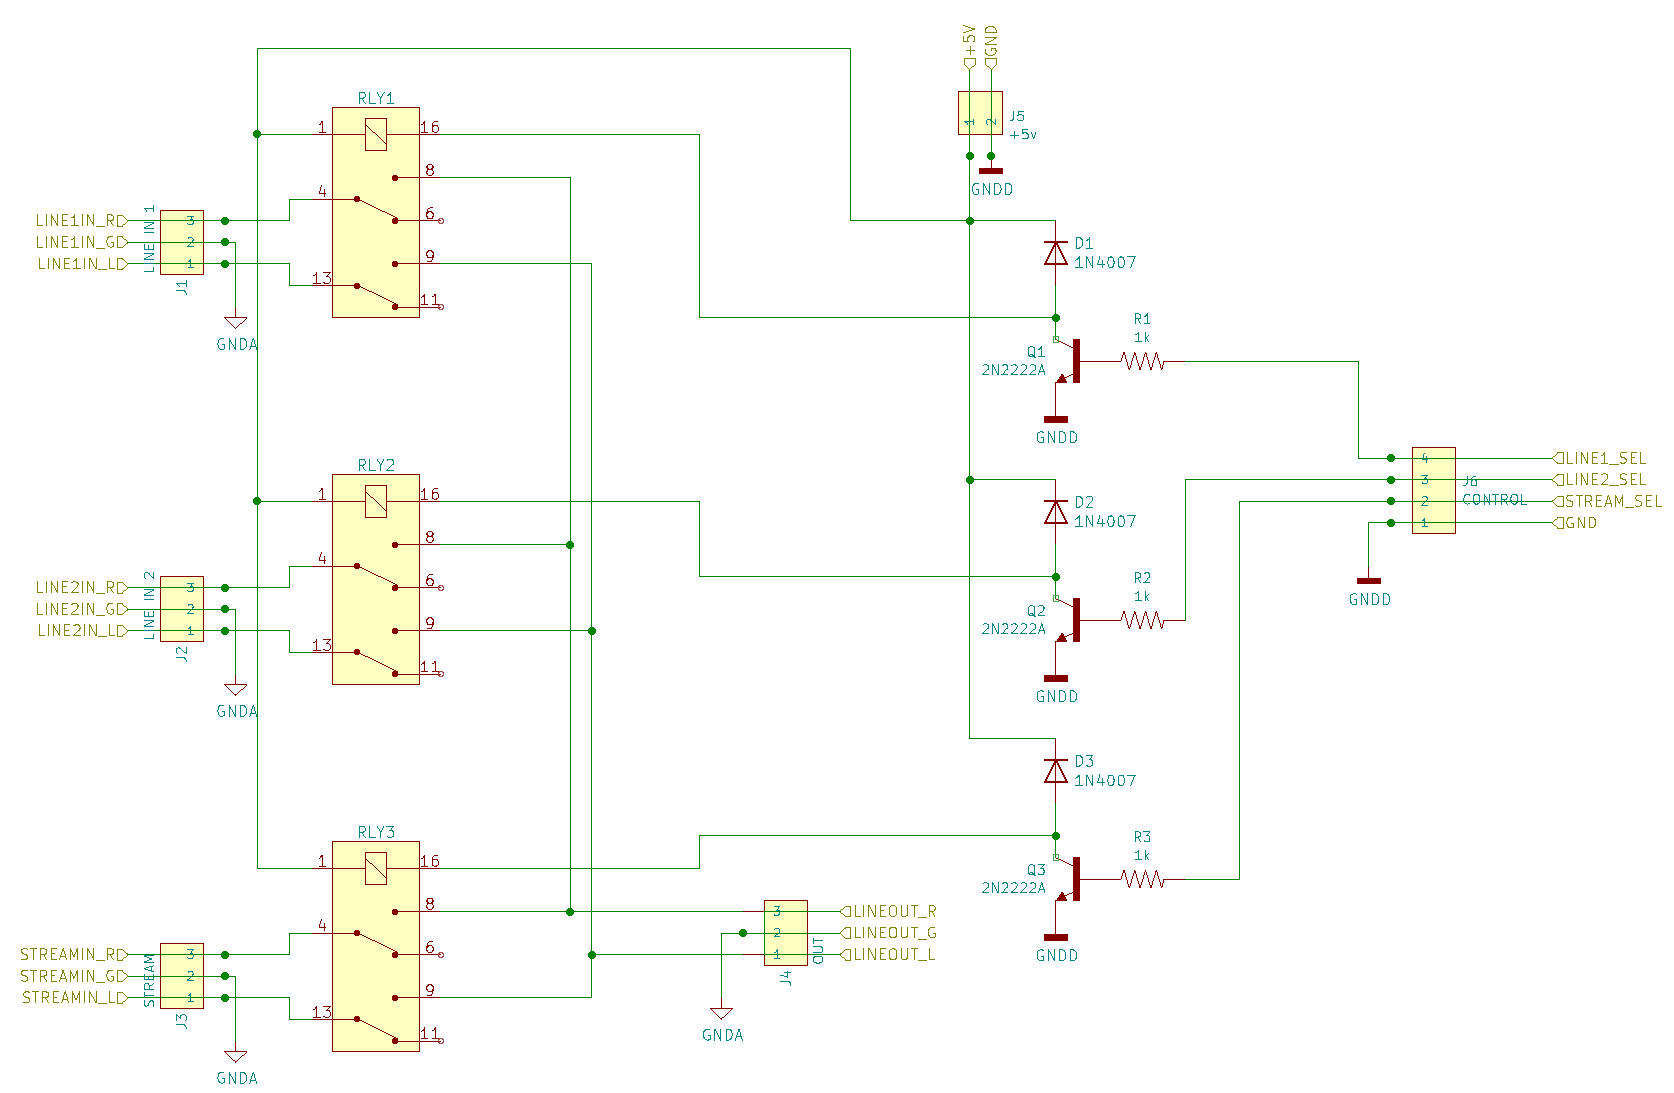 +5V
GND
1
2
J5
+5v
GNDD
RLY1
1
16
8
4
6
9
13
11
LINE1IN_R
LINE1IN_G
LINE1IN_L
LINE IN 1
3
2
1
J1
GNDA
D1
1N4007
R1
1k
Q1
2N2222A
GNDD
RLY2
1
16
8
4
6
9
13
11
LINE2IN_R
LINE2IN_G
LINE2IN_L
LINE IN 2
3
2
1
J2
GNDA
D2
1N4007
R2
1k
Q2
2N2222A
GNDD
4
3
2
1
J6
CONTROL
LINE1_SEL
LINE2_SEL
STREAM_SEL
GND
GNDD
RLY3
1
16
8
4
6
9
13
11
STREAMIN_R
STREAMIN_G
STREAMIN_L
STREAM
3
2
1
J3
GNDA
D3
1N4007
R3
1k
Q3
2N2222A
GNDD
3
2
1
OUT
J4
LINEOUT_R
LINEOUT_G
LINEOUT_L
GNDA